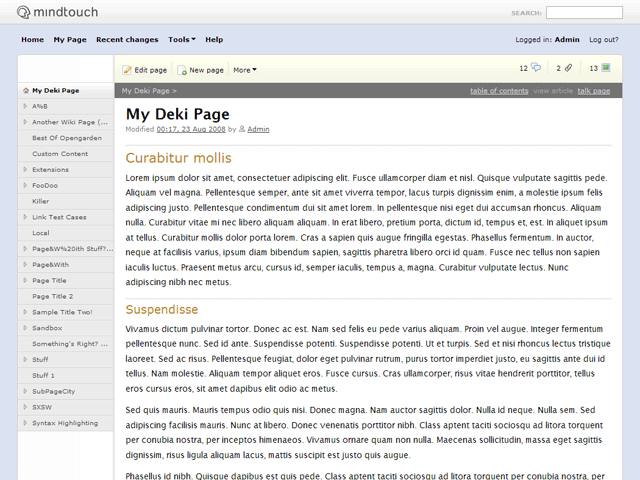 mindtouch
SEARCH:
Home My Page Recent changes Tools Help
Logged in: Admin Log out?
Edit page New page More
12 2 13
My Deki Page >
table of contents view article talk page
My Deki Page
A%B
Another Wiki Page (...
Best Of Opengarden
Custom Content
Extensions
FooDoo
Killer
Link Test Cases
Local
Page&W%20ith Stuff?...
Page&With
Page Title
Page Title 2
Sample Title Two!
Sandbox
Something's Right? ...
Stuff
Stuff 1
SubPageCity
SXSW
Syntax Highlighting
My Deki Page
Modified 00:17, 23 Aug 2008 by Admin
Curabitur mollis
Lorem ipsum dolor sit amet, consectetuer adipiscing elit. Fusce ullamcorper diam et nisl. Quisque vulputate sagittis pede.
Aliquam vel magna. Pellentesque semper, ante sit amet viverra tempor, lacus turpis dignissim enim, a molestie ipsum felis
adipiscing justo. Pellentesque condimentum dui sit amet lorem. In pellentesque nisi eget dui accumsan rhoncus. Aliquam
nulla. Curabitur vitae mi nec libero aliquam aliquam. In erat libero, pretium porta, dictum id, tempus et, est. In aliquet ipsum
at tellus. Curabitur mollis dolor porta lorem. Cras a sapien quis augue fringilla egestas. Phasellus fermentum. In auctor,
neque at facilisis varius, ipsum diam bibendum sapien, sagittis pharetra libero orci id quam. Fusce nec tellus non sapien
iaculis luctus. Praesent metus arcu, cursus id, semper iaculis, tempus a, magna. Curabitur vulputate lectus. Nunc
adipiscing nibh nec metus.
Suspendisse
Vivamus dictum pulvinar tortor. Donec ac est. Nam sed felis eu pede varius aliquam. Proin vel augue. Integer fermentum
pellentesque nunc. Sed id ante. Suspendisse potenti. Suspendisse potenti. Ut et turpis. Sed et nisi rhoncus lectus tristique
laoreet. Sed ac risus. Pellentesque feugiat, dolor eget pulvinar rutrum, purus tortor imperdiet justo, eu sagittis ante dui id
tellus. Nam molestie. Aliquam tempor aliquet eros. Fusce cursus. Cras ullamcorper, risus vitae hendrerit porttitor, tellus
eros cursus eros, sit amet dapibus elit odio ac metus.
Sed quis mauris. Mauris tempus odio quis nisi. Donec magna. Nam auctor sagittis dolor. Nulla id neque. Nulla sem. Sed
adipiscing facilisis mauris. Nunc at libero. Donec venenatis porttitor nibh. Class aptent taciti sociosqu ad litora torquent
per conubia nostra, per inceptos himenaeos. Vivamus ornare quam non nulla. Maecenas sollicitudin, massa eget sagittis
dignissim, risus ligula aliquam lacus, mattis suscipit est justo quis augue.
Phasellus id nibh. Quisque dapibus est quis pede. Class aptent taciti sociosqu ad litora torquent per conubia nostra, per